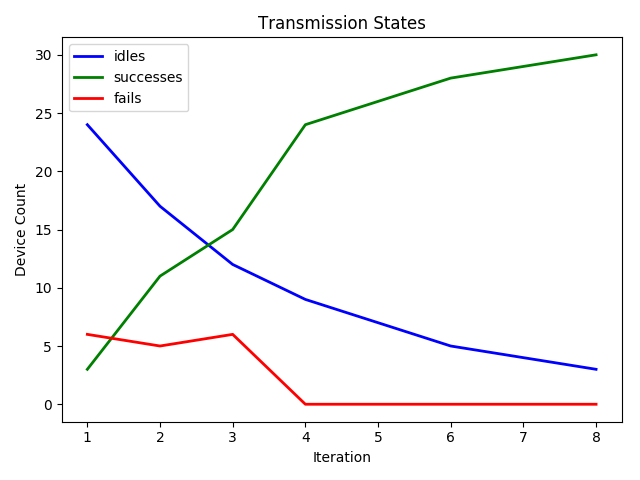 Transmission States
idles
successes
fails
Device Count
30
25
20
15
10
5
0
1 2 3 4 5 6 7 8
Iteration